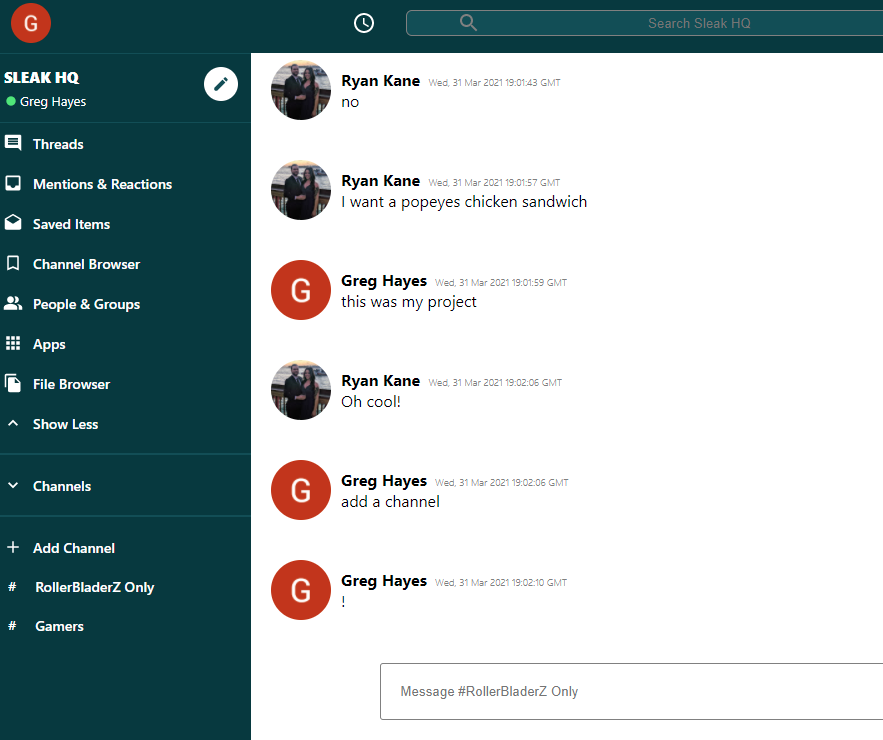 G
Search Sleak HQ
SLEAK HQ
Greg Hayes
Threads
Mentions & Reactions
Saved Items
Channel Browser
People & Groups
Apps
File Browser
Show Less
Channels
Add Channel
# RollerBladerZ Only
# Gamers
Ryan Kane Wed, 31 Mar 2021 19:01:43 GMT
no
Ryan Kane Wed, 31 Mar 2021 19:01:57 GMT
I want a popeyes chicken sandwich
G
Greg Hayes Wed, 31 Mar 2021 19:01:59 GMT
this was my project
Ryan Kane Wed, 31 Mar 2021 19:02:06 GMT
Oh cool!
G
Greg Hayes Wed, 31 Mar 2021 19:02:06 GMT
add a channel
G
Greg Hayes Wed, 31 Mar 2021 19:02:10 GMT
!
Message #RollerBladerZ Only